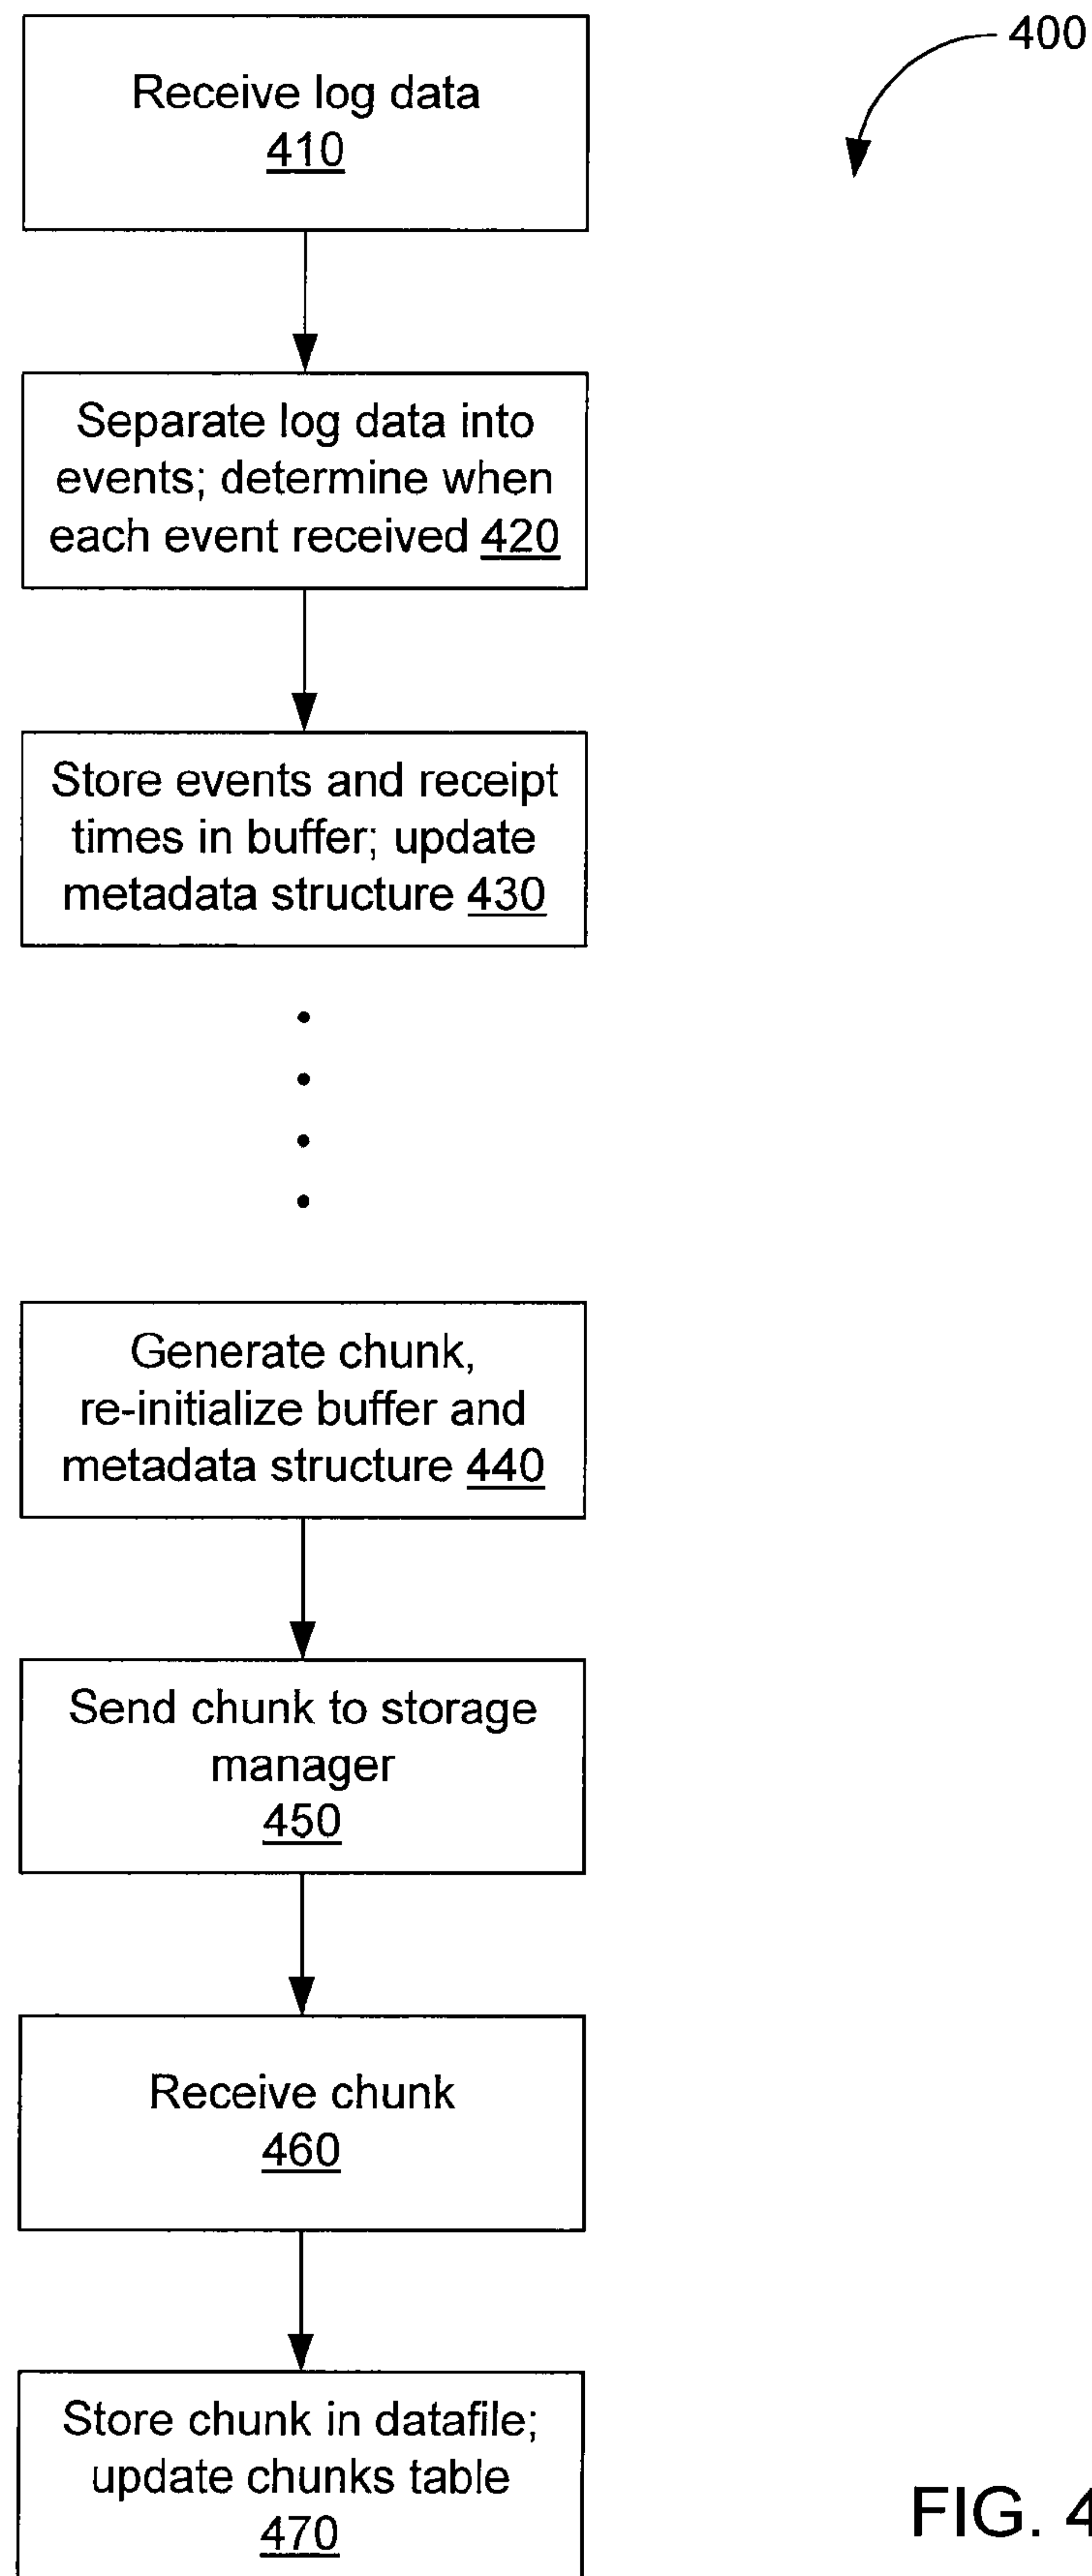 400
Receive log data
410
Separate log data into
events; determine when
each event received 420
Store events and receipt
times in buffer; update
metadata structure 430
Generate chunk,
re-initialize buffer and
metadata structure 440
Send chunk to storage
manager
450
Receive chunk
460
Store chunk in datafile;
update chunks table
470
FIG. 4